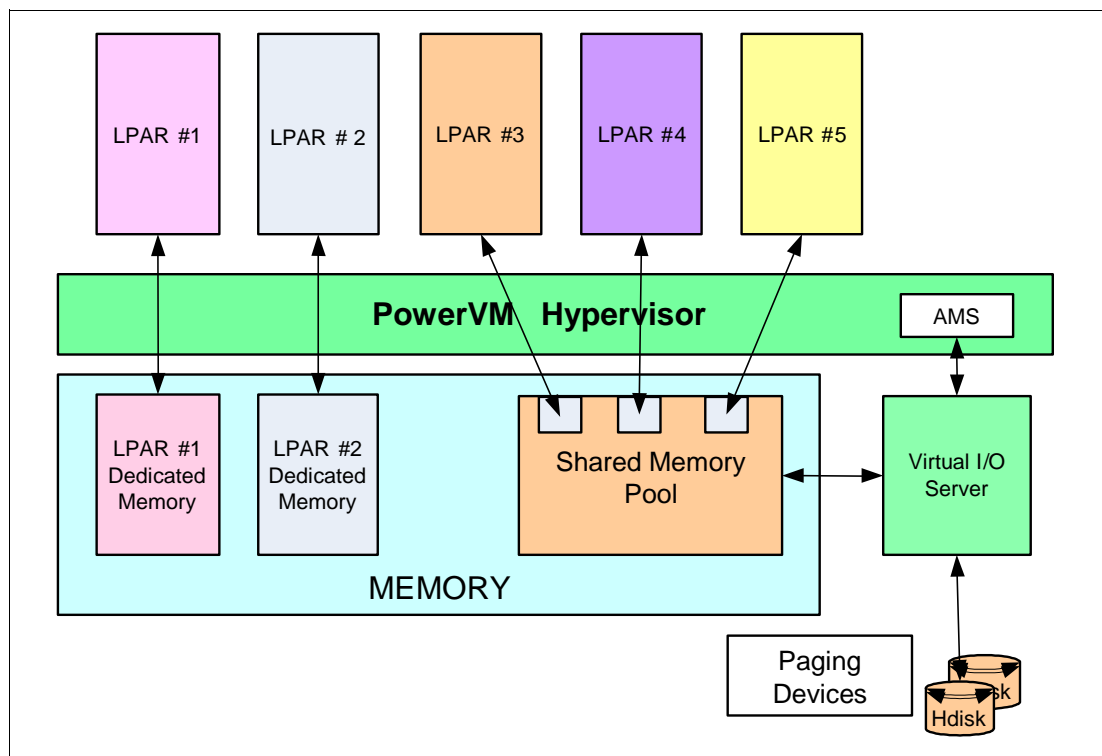 LPAR #1
LPAR # 2
LPAR #3
LPAR #4
LPAR #5
PowerVM Hypervisor
AMS
LPAR #1
Dedicated
Memory
LPAR #2
Dedicated
Memory
Shared Memory
Pool
Virtual I/O
Server
MEMORY
Paging
Devices
Hdisk